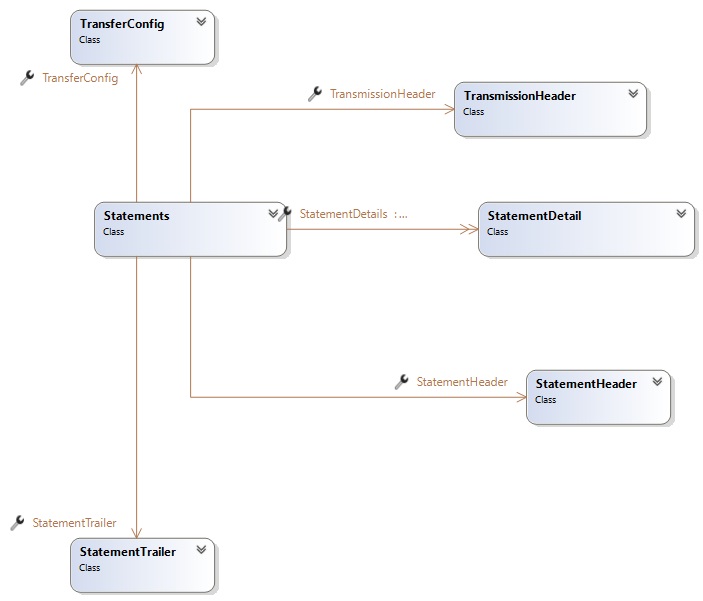 TransferConfig
Class
TransferConfig
TransmissionHeader
TransmissionHeader
Class
Statements
Class
StatementDetails :...
StatementDetail
Class
StatementHeader
StatementHeader
Class
StatementTrailer
StatementTrailer
Class